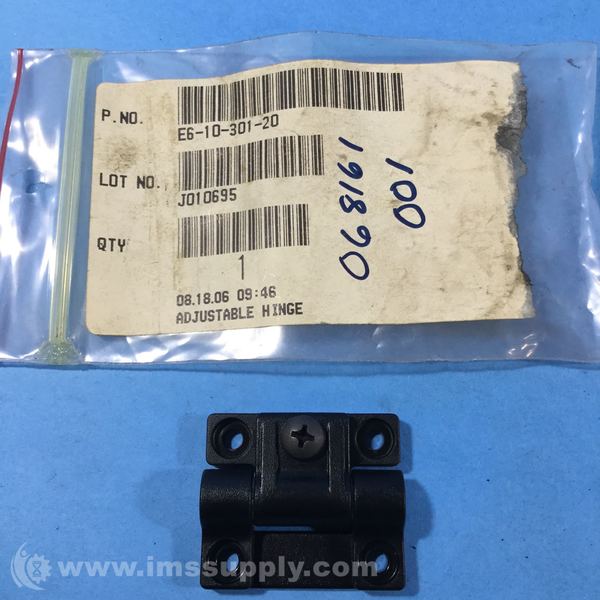 P.NO.
E6-10-301-20
LOT NO.
J010695
QTY
1
08.18.06 09:46
ADJUSTABLE HINGE
068161
001
www.imssupply.com